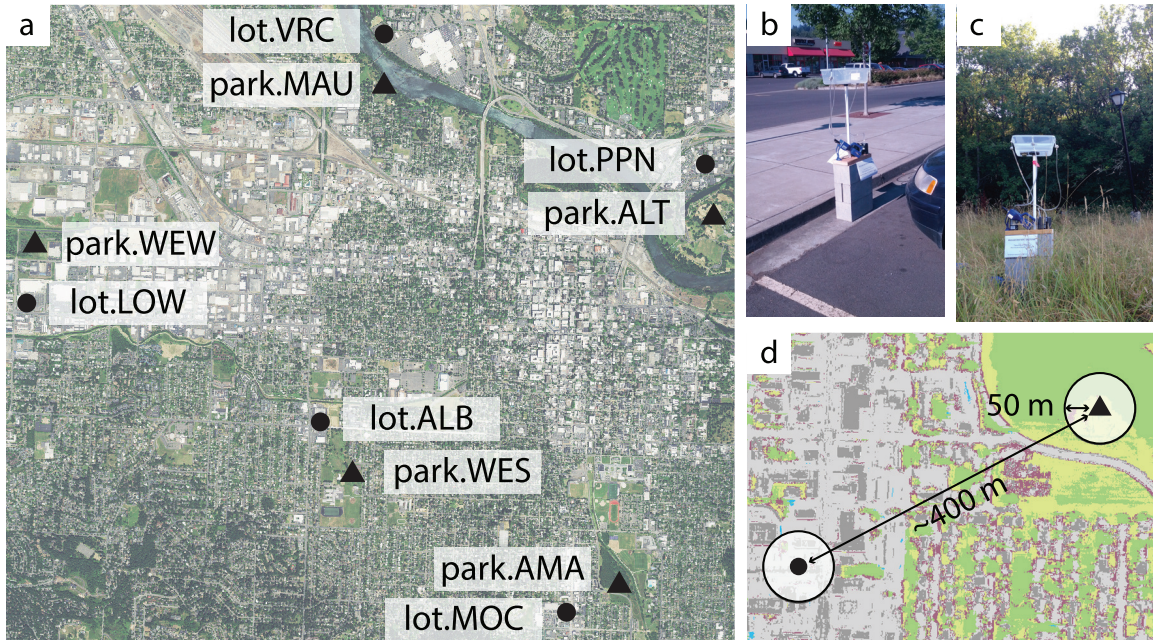 a
lot.VRC
park.MAU
lot.PPN
park.ALT
park.WEW
lot.LOW
lot.ALB
park.WES
park.AMA
lot.MOC
b
c
d
50 m
~400 m